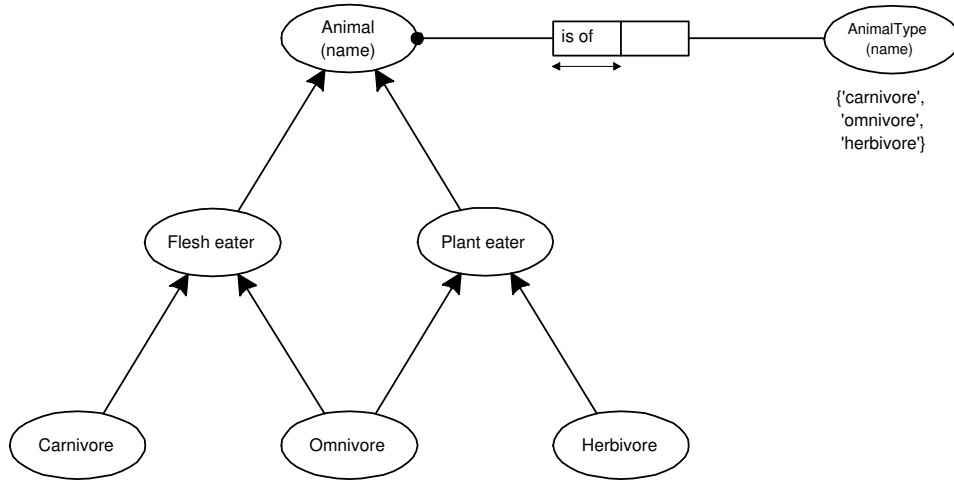 Animal
(name)
is of
AnimalType
(name)
{'carnivore',
'omnivore',
'herbivore'}
Flesh eater
Plant eater
Carnivore
Omnivore
Herbivore